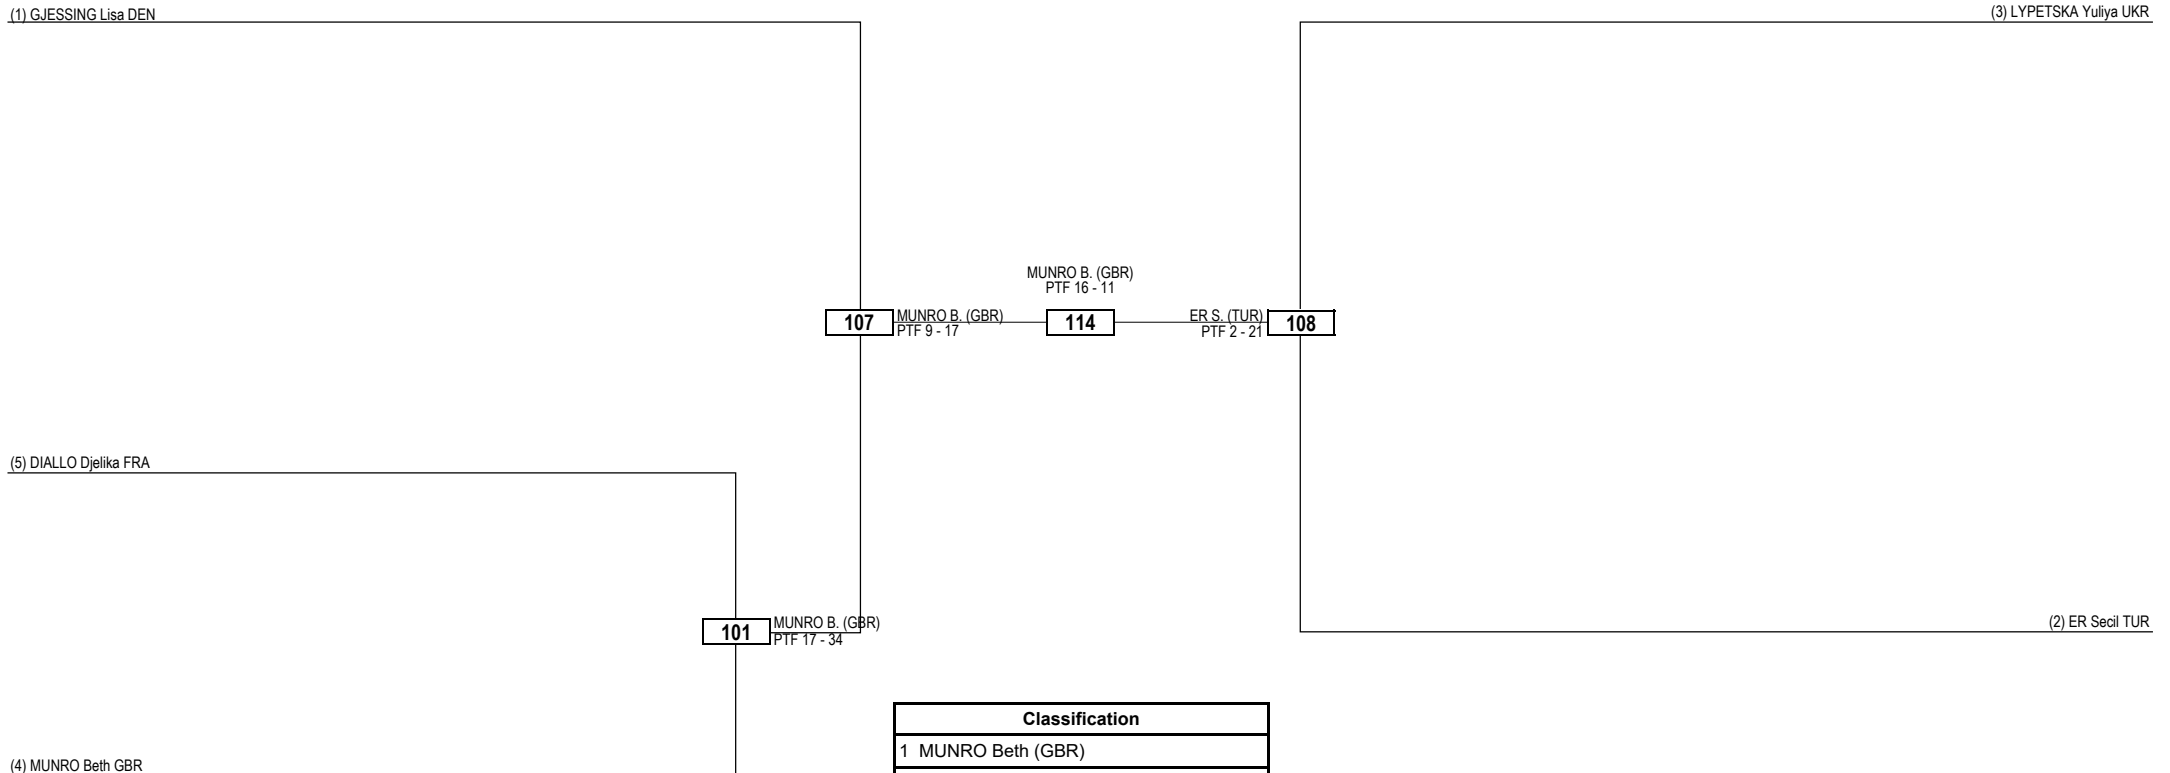 (1) GJESSING Lisa DEN
(3) LYPETSKA Yuliya UKR
MUNRO B. (GBR)
PTF 16 - 11
107
MUNRO B. (GBR)
PTF 9 - 17
114
ER S. (TUR)
PTF 2 - 21
108
(5) DIALLO Djelika FRA
101
MUNRO B. (GBR)
PTF 17 - 34
(2) ER Secil TUR
Classification
1 MUNRO Beth (GBR)
(4) MUNRO Beth GBR